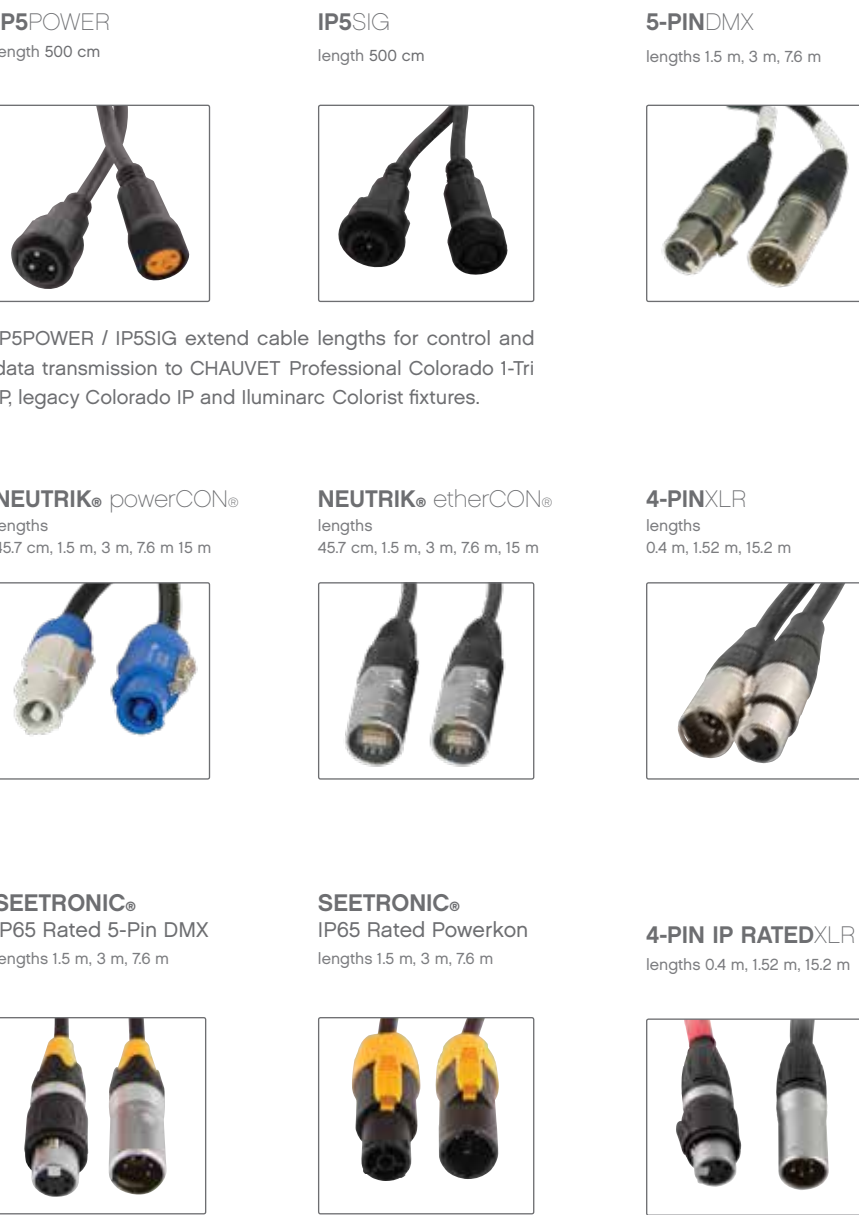 IP5POWER
length 500 cm
IP5SIG
length 500 cm
5-PINDMX
lengths 1.5 m, 3 m, 7.6 m
IP5POWER / IP5SIG extend cable lengths for control and
data transmission to CHAUVET Professional Colorado 1-Tri
IP, legacy Colorado IP and Iluminarc Colorist fixtures.
NEUTRIK® powerCON®
lengths
45.7 cm, 1.5 m, 3 m, 7.6 m 15 m
NEUTRIK® etherCON®
lengths
45.7 cm, 1.5 m, 3 m, 7.6 m, 15 m
4-PINXLR
lengths
0.4 m, 1.52 m, 15.2 m
SEETRONIC®
IP65 Rated 5-Pin DMX
lengths 1.5 m, 3 m, 7.6 m
SEETRONIC®
IP65 Rated Powerkon
lengths 1.5 m, 3 m, 7.6 m
4-PIN IP RATEDXLR
lengths 0.4 m, 1.52 m, 15.2 m